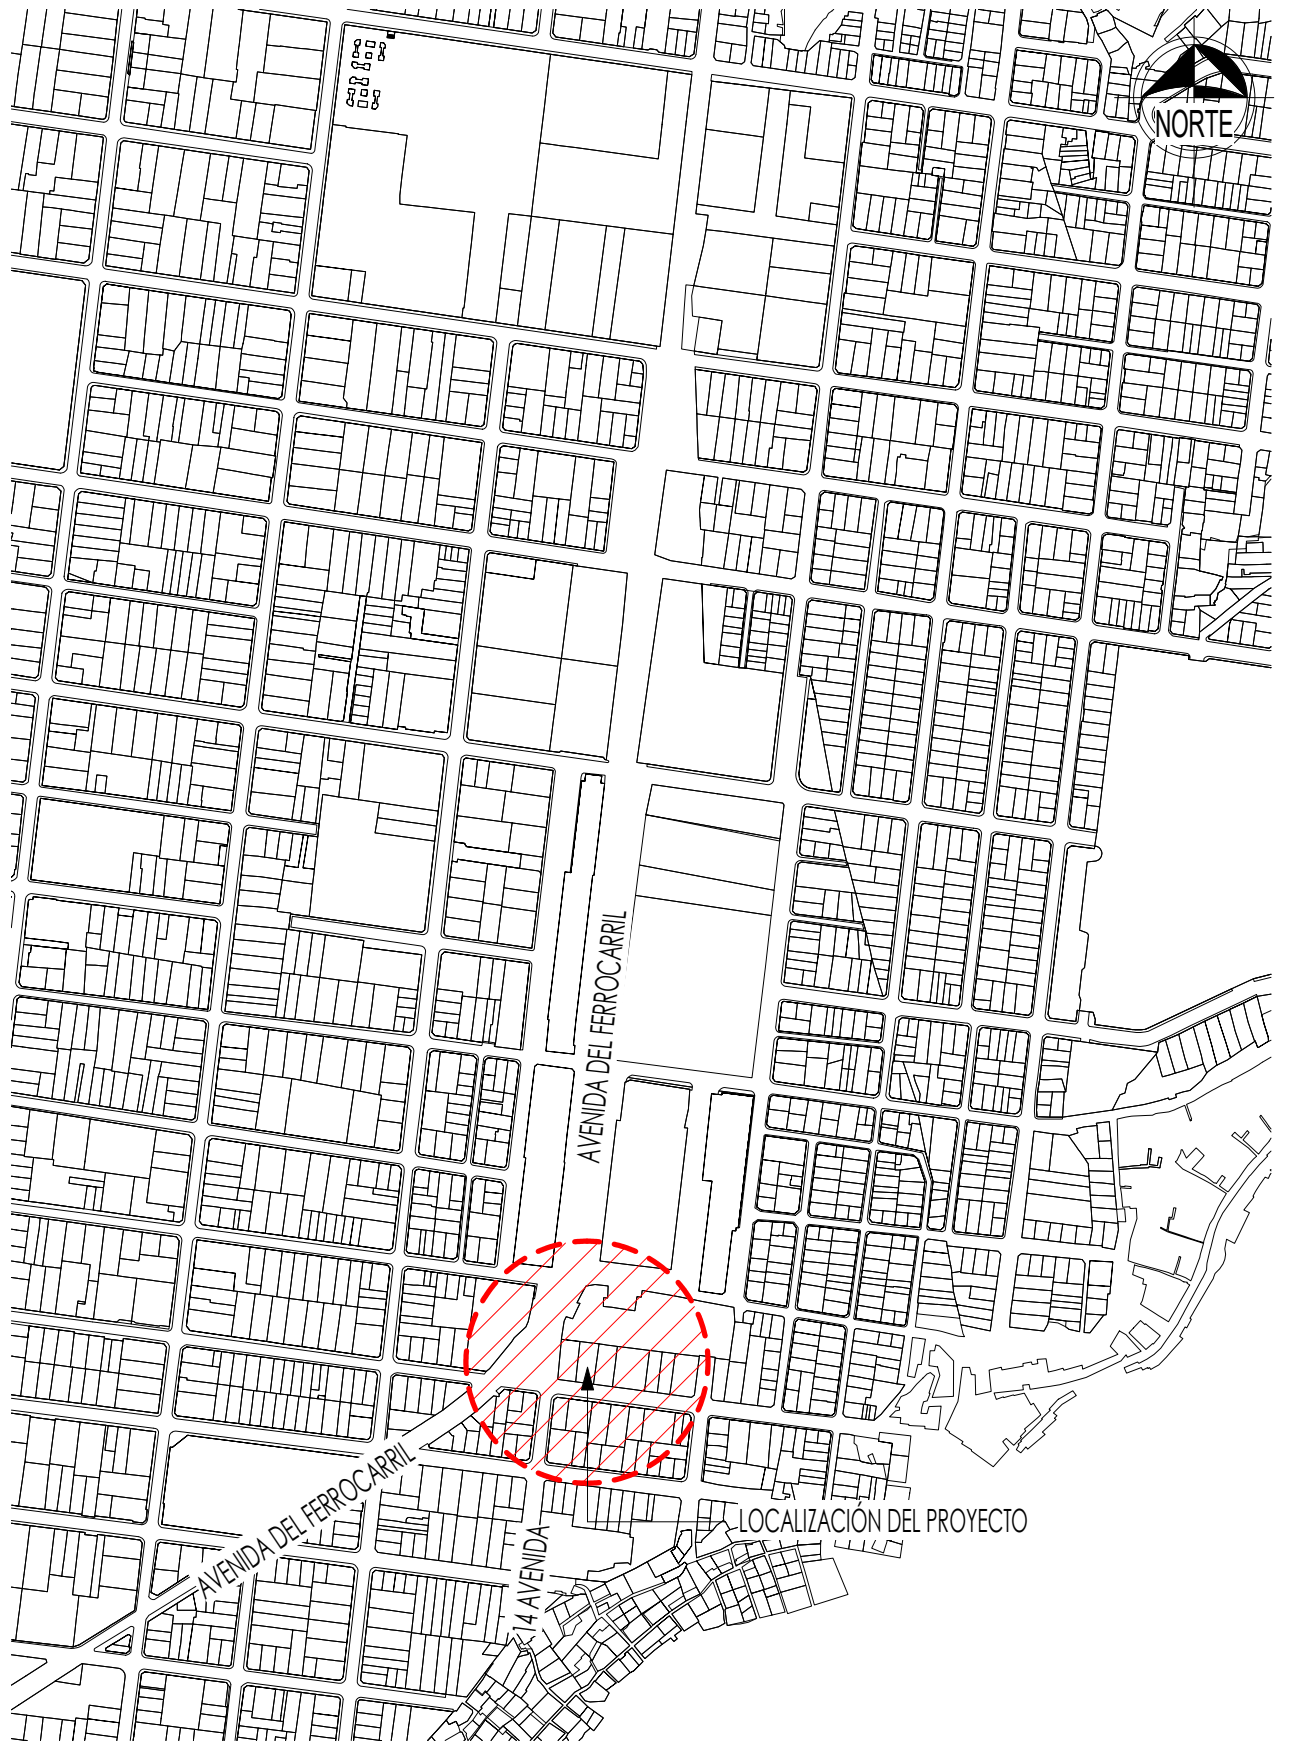 NORTE
AVENIDA DEL FERROCARRIL
AVENIDA DEL FERROCARRIL
14 AVENIDA
LOCALIZACIÓN DEL PROYECTO